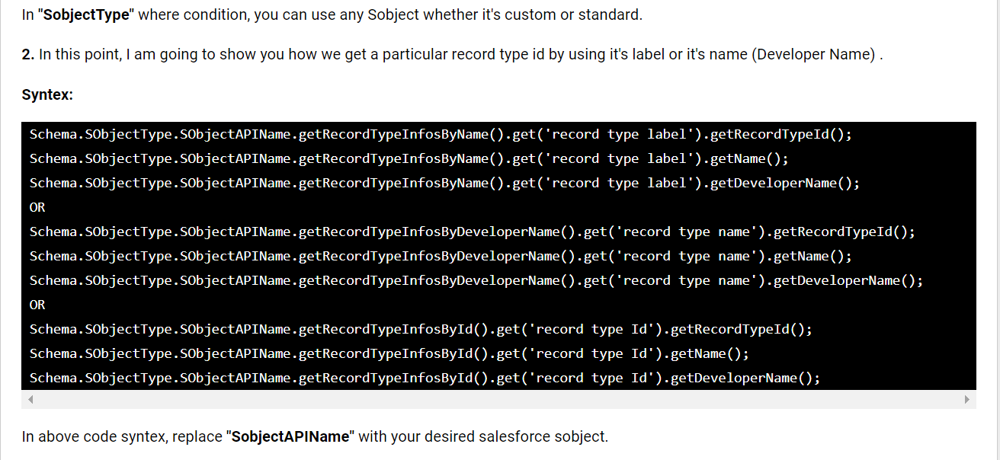 In "SobjectType" where condition, you can use any Sobject whether it's custom or standard.
2. In this point, I am going to show you how we get a particular record type id by using it's label or it's name (Developer Name) .
Syntex:
Schema.SObjectType.SObjectAPIName.getRecordTypeInfosByName().get('record type label').getRecordTypeId();
Schema.SObjectType.SObjectAPIName.getRecordTypeInfosByName().get('record type label').getName();
Schema.SObjectType.SObjectAPIName.getRecordTypeInfosByName().get('record type label').getDeveloperName();
OR
Schema.SObjectType.SObjectAPIName.getRecordTypeInfosByDeveloperName().get('record type name').getRecordTypeId();
Schema.SObjectType.SObjectAPIName.getRecordTypeInfosByDeveloperName().get('record type name').getName();
Schema.SObjectType.SObjectAPIName.getRecordTypeInfosByDeveloperName().get('record type name').getDeveloperName();
OR
Schema.SObjectType.SObjectAPIName.getRecordTypeInfosById().get('record type Id').getRecordTypeId();
Schema.SObjectType.SObjectAPIName.getRecordTypeInfosById().get('record type Id').getName();
Schema.SObjectType.SObjectAPIName.getRecordTypeInfosById().get('record type Id').getDeveloperName();
In above code syntex, replace "SobjectAPIName" with your desired salesforce sobject.